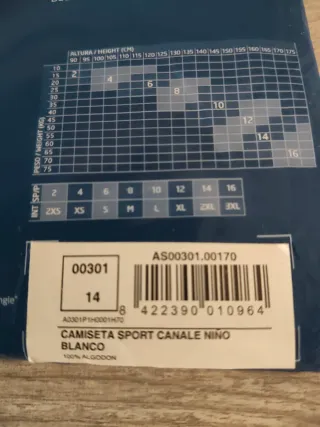 ALTURA / HEIGHT (CM)
90 95 100 105 110 115 120 125 130 135 140 145 150 155 160 165 170 175
PESO / WEIGHT (KG)
10
15 2
20 4
25 6
30 8
35
40 10
45
50 12
55
60 14
65
70 16
75
INT SP/P 2 4 6 8 10 12 14 16
2XS XS S M L XL 2XL 3XL
ngie®
00301
14
A0301P1H0001H70
AS00301.00170
8 422390 010964
CAMISETA SPORT CANALE NIÑO
BLANCO
100% ALGODON